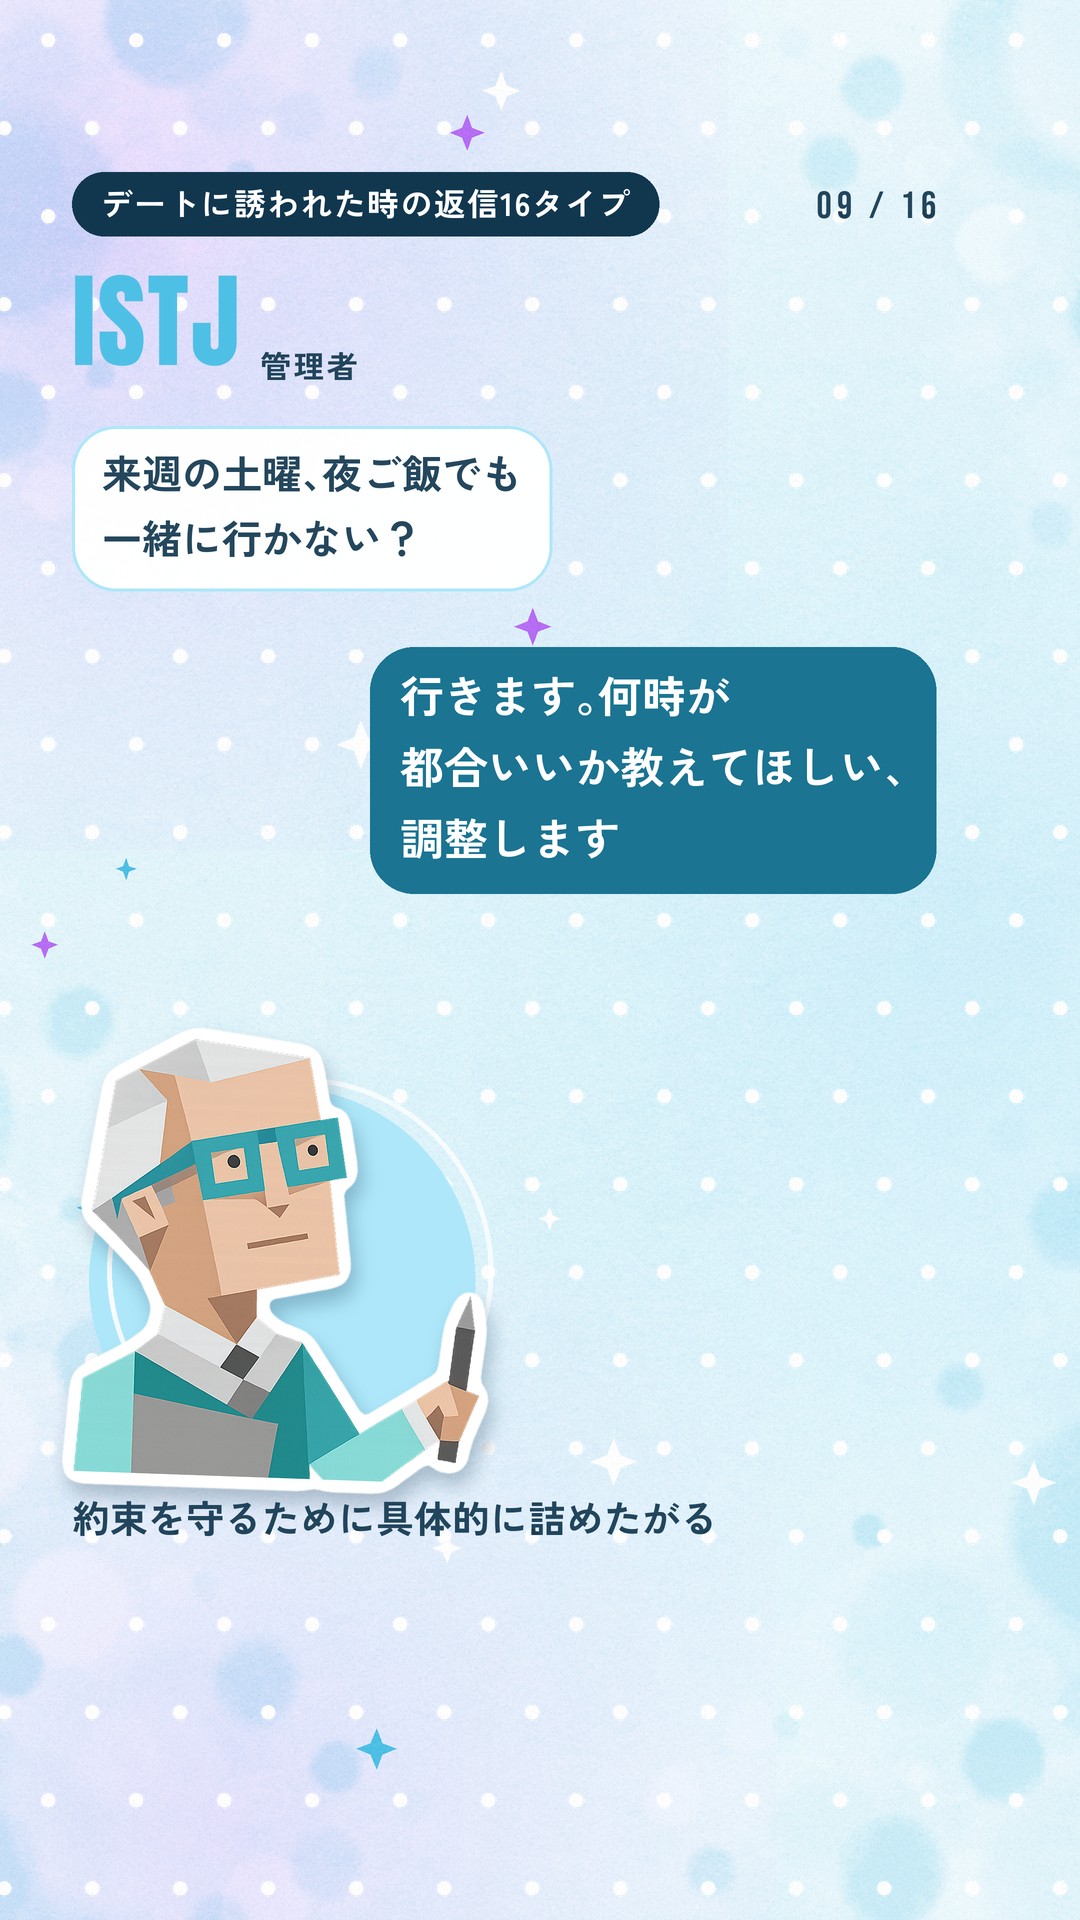 デートに誘われた時の返信16タイプ
09 / 16
ISTJ
管理者
来週の土曜、夜ご飯でも
一緒に行かない？
行きます。何時が
都合いいか教えてほしい、
調整します
約束を守るために具体的に詰めたがる